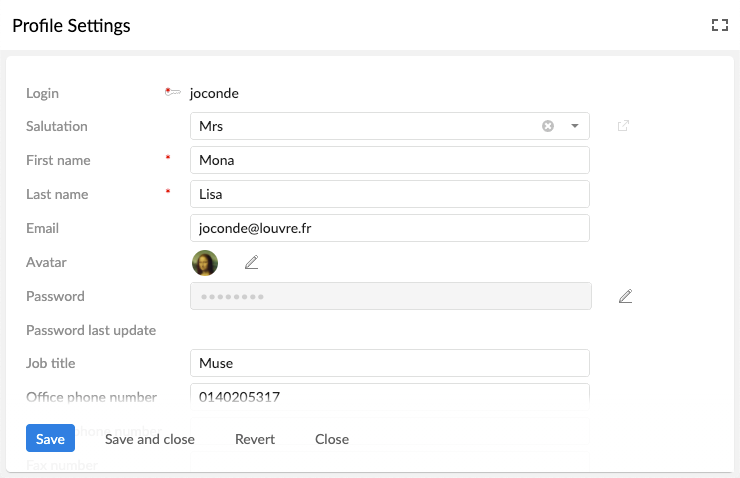 Profile Settings
Login * joconde
Salutation Mrs
First name * Mona
Last name * Lisa
Email joconde@louvre.fr
Avatar
Password ••••••••
Password last update
Job title Muse
Office phone number 0140205317
phone number
Save Save and close Revert Close
Fax number